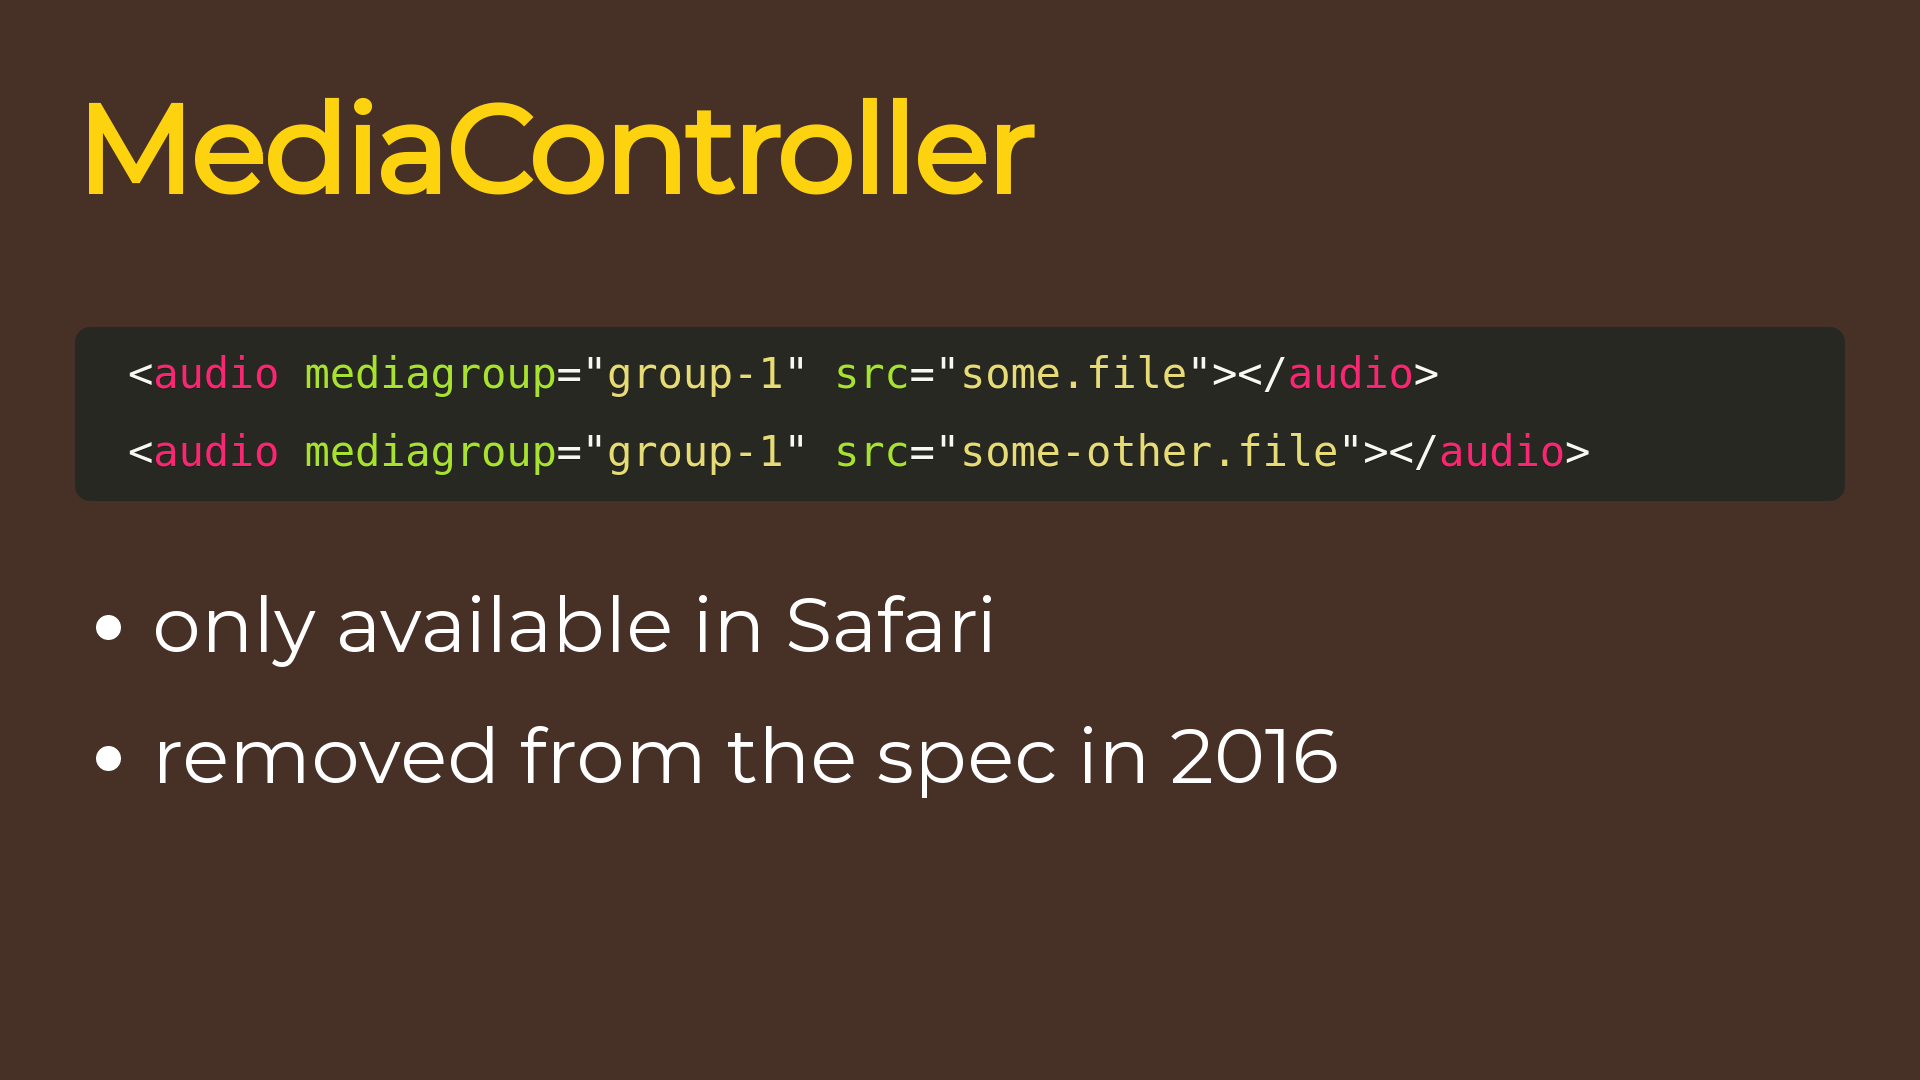 MediaController
<audio mediagroup="group-1" src="some.file"></audio>
<audio mediagroup="group-1" src="some-other.file"></audio>
• only available in Safari
• removed from the spec in 2016